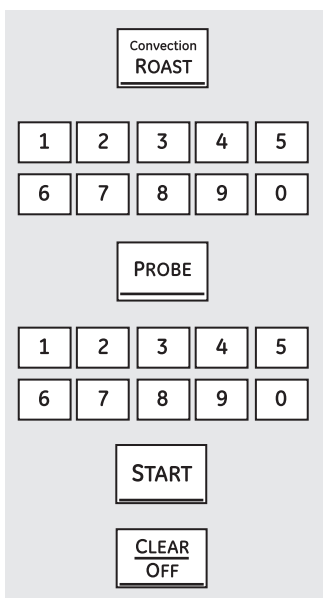 Convection
ROAST
1 2 3 4 5
6 7 8 9 0
PROBE
1 2 3 4 5
6 7 8 9 0
START
CLEAR
OFF